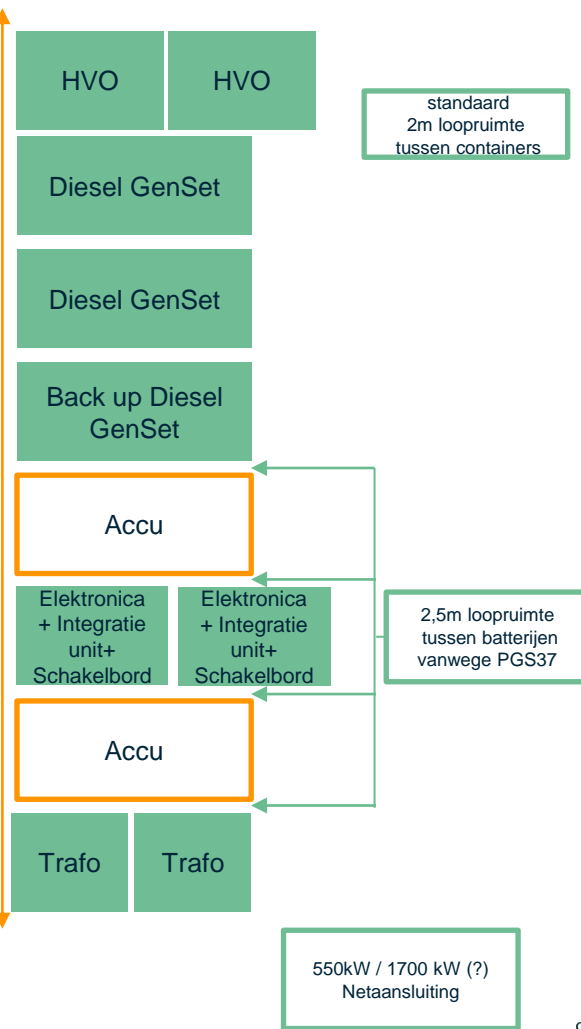 HVO
HVO
standaard
2m loopruimte
tussen containers
Diesel GenSet
Diesel GenSet
Back up Diesel
GenSet
Accu
Elektronica
+ Integratie
unit+
Schakelbord
Elektronica
+ Integratie
unit+
Schakelbord
2,5m loopruimte
tussen batterijen
vanwege PGS37
Accu
Trafo
Trafo
550kW / 1700 kW (?)
Netaansluiting